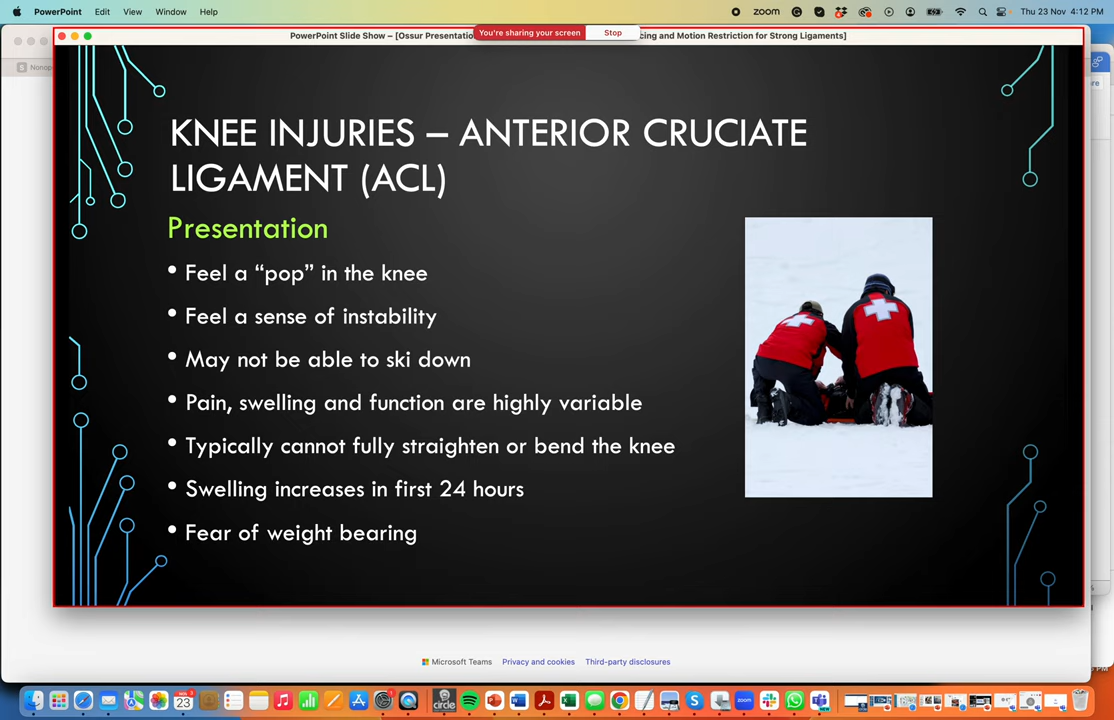 PowerPoint Edit View Window Help
zoom
Thu 23 Nov 4:12 PM
PowerPoint Slide Show – [Ossur Presentatio
You're sharing your screen
Stop
cing and Motion Restriction for Strong Ligaments]
Nonop
KNEE INJURIES – ANTERIOR CRUCIATE
LIGAMENT (ACL)
Presentation
• Feel a “pop” in the knee
• Feel a sense of instability
• May not be able to ski down
• Pain, swelling and function are highly variable
• Typically cannot fully straighten or bend the knee
• Swelling increases in first 24 hours
• Fear of weight bearing
Microsoft Teams Privacy and cookies Third-party disclosures
23
circle
zoom